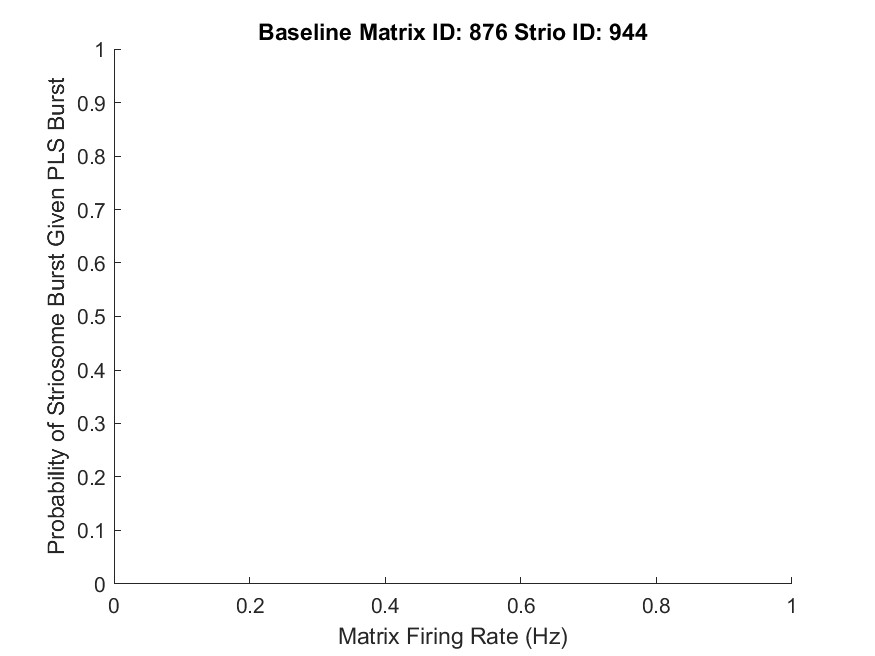 Baseline Matrix ID: 876 Strio ID: 944
Probability of Striosome Burst Given PLS Burst
1
0.9
0.8
0.7
0.6
0.5
0.4
0.3
0.2
0.1
0
0 0.2 0.4 0.6 0.8 1
Matrix Firing Rate (Hz)